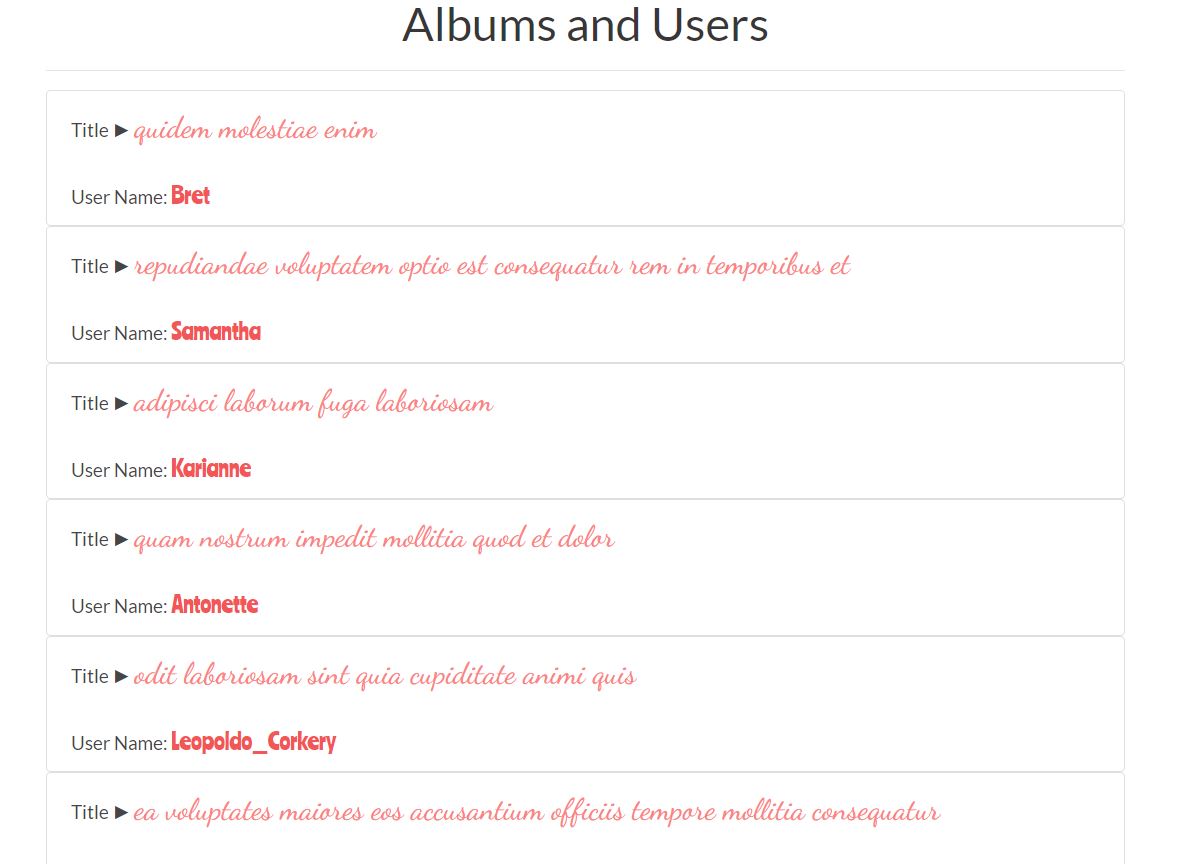 Albums and Users
Title ► quidem molestiae enim
User Name: Bret
Title ► repudiandae voluptatem optio est consequatur rem in temporibus et
User Name: Samantha
Title ► adipisci laborum fuga laboriosam
User Name: Karianne
Title ► quam nostrum impedit mollitia quod et dolor
User Name: Antonette
Title ► odit laboriosam sint quia cupiditate animi quis
User Name: Leopoldo_Corkery
Title ► ea voluptates maiores eos accusantium officiis tempore mollitia consequatur